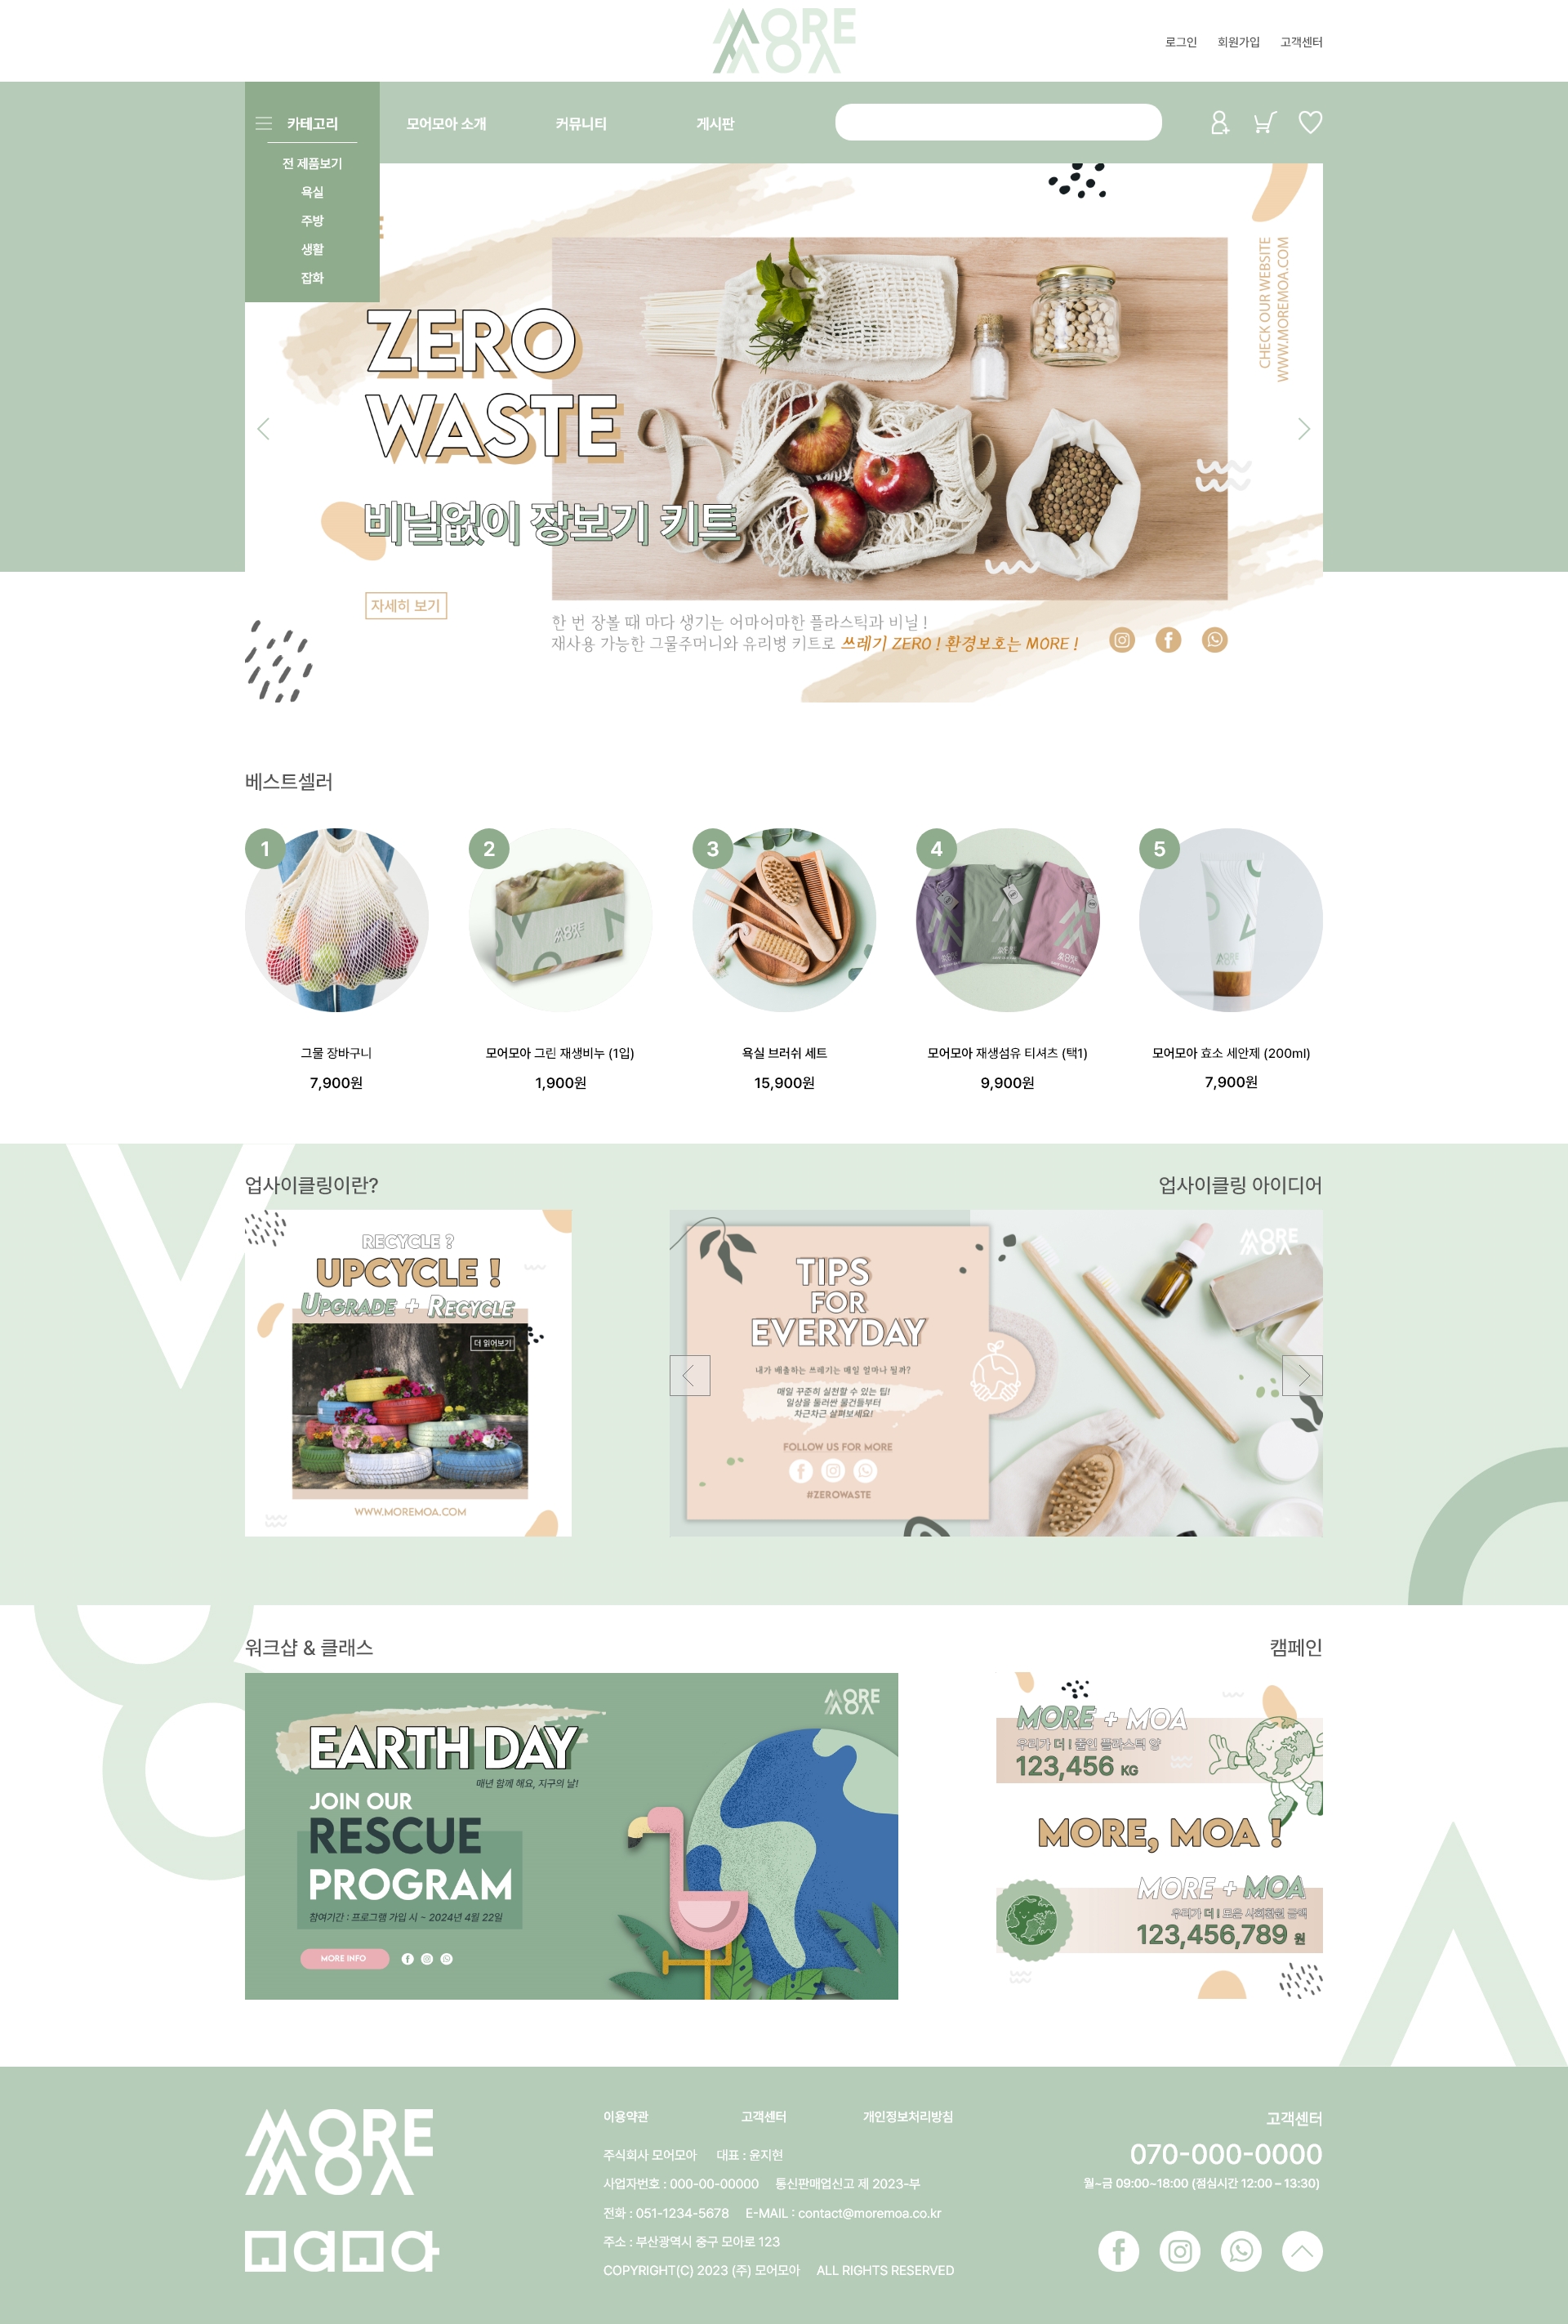 MORE
MOA
로그인 회원가입 고객센터
카테고리 모어모아 소개 커뮤니티 게시판
전 제품보기
욕실
주방
생활
잡화
CHECK OUR WEBSITE
WWW.MOREMOA.COM
ZERO
WASTE
비닐없이 장보기 키트
자세히 보기
한 번 장볼 때 마다 생기는 어마어마한 플라스틱과 비닐 !
재사용 가능한 그물주머니와 유리병 키트로 쓰레기 ZERO ! 환경보호는 MORE !
베스트셀러
1 2 3 4 5
MORE
MOA
MORE
MOA
그물 장바구니
7,900원
모어모아 그린 재생비누 (1입)
1,900원
욕실 브러쉬 세트
15,900원
모어모아 재생섬유 티셔츠 (택1)
9,900원
모어모아 효소 세안제 (200ml)
7,900원
업사이클링이란?
RECYCLE ?
UPCYCLE !
UPGRADE + RECYCLE
더 읽어보기
WWW.MOREMOA.COM
업사이클링 아이디어
MORE
MOA
TIPS
FOR
EVERYDAY
내가 배출하는 쓰레기는 매일 얼마나 될까?
매일 꾸준히 실천할 수 있는 팁!
일상을 둘러싼 물건들부터
차근차근 살펴보세요!
FOLLOW US FOR MORE
#ZEROWASTE
워크샵 & 클래스
MORE
MOA
EARTH DAY
매년 함께 해요, 지구의 날!
JOIN OUR
RESCUE
PROGRAM
참여기간 : 프로그램 가입 시 ~ 2024년 4월 22일
MORE INFO
캠페인
MORE + MOA
우리가 더 ! 줄인 플라스틱 양
123,456 KG
MORE, MOA !
MORE + MOA
우리가 더 ! 모은 사회환원 금액
123,456,789 원
MORE
MOA
이용약관 고객센터 개인정보처리방침
주식회사 모어모아 대표 : 윤지현
사업자번호 : 000-00-00000 통신판매업신고 제 2023-부
전화 : 051-1234-5678 E-MAIL : contact@moremoa.co.kr
주소 : 부산광역시 중구 모아로 123
COPYRIGHT(C) 2023 (주) 모어모아 ALL RIGHTS RESERVED
고객센터
070-000-0000
월~금 09:00~18:00 (점심시간 12:00 – 13:30)